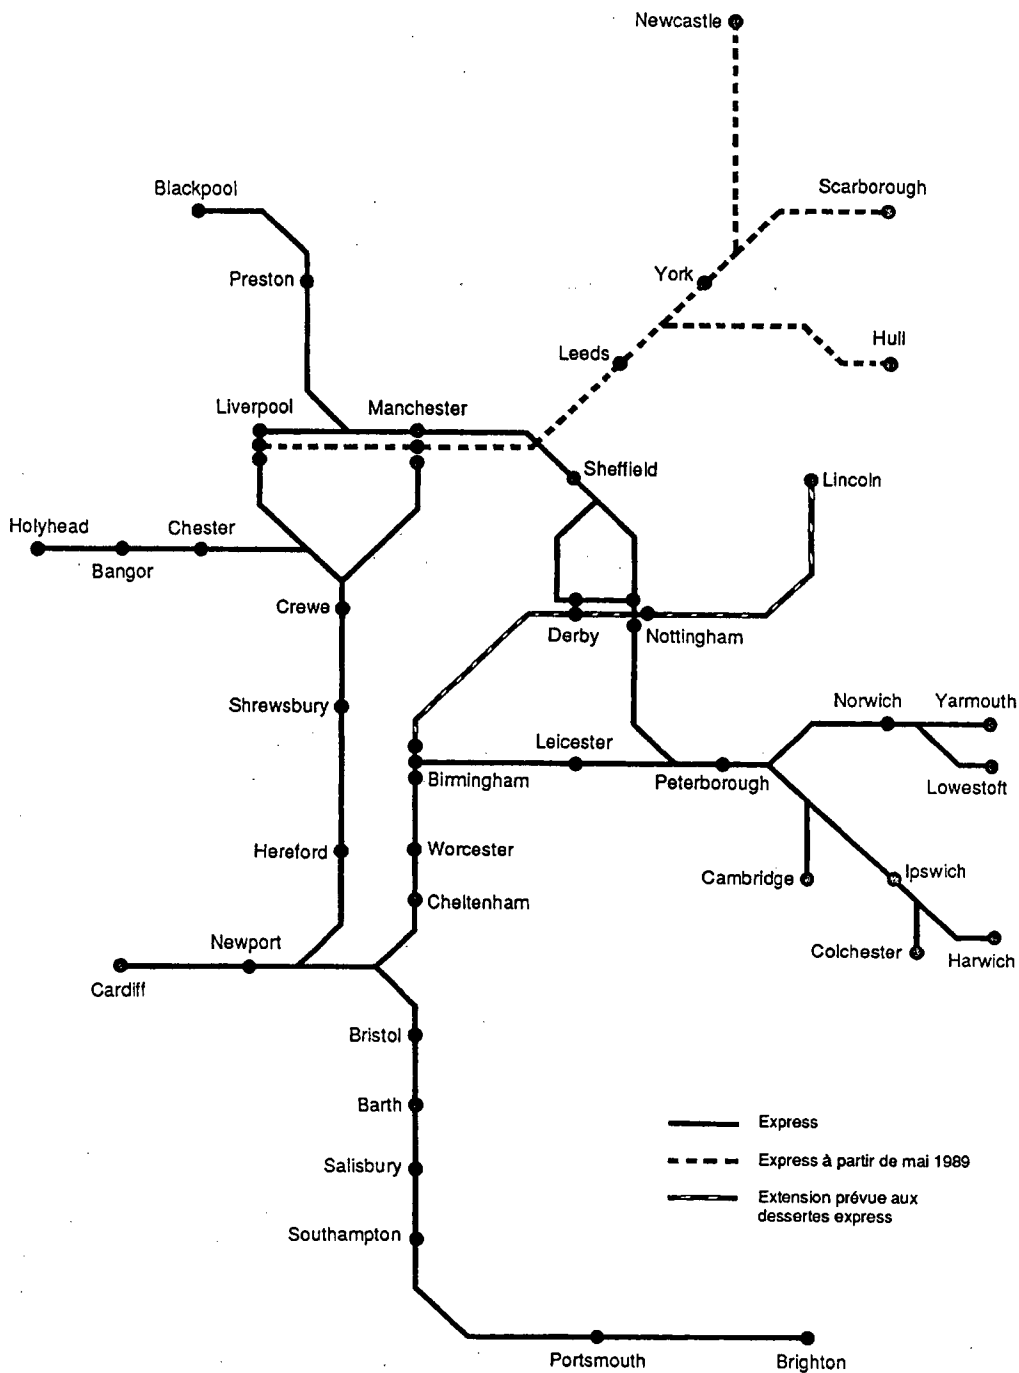 Newcastle
Blackpool
Scarborough
Preston
York
Hull
Leeds
Liverpool
Manchester
Sheffield
Lincoln
Holyhead
Chester
Bangor
Crewe
Derby
Nottingham
Shrewsbury
Norwich
Yarmouth
Leicester
Birmingham
Peterborough
Lowestoft
Hereford
Worcester
Cambridge
Ipswich
Cheltenham
Newport
Colchester
Harwich
Cardiff
Bristol
Barth
Express
Salisbury
Express à partir de mai 1989
Extension prévue aux
dessertes express
Southampton
Portsmouth
Brighton